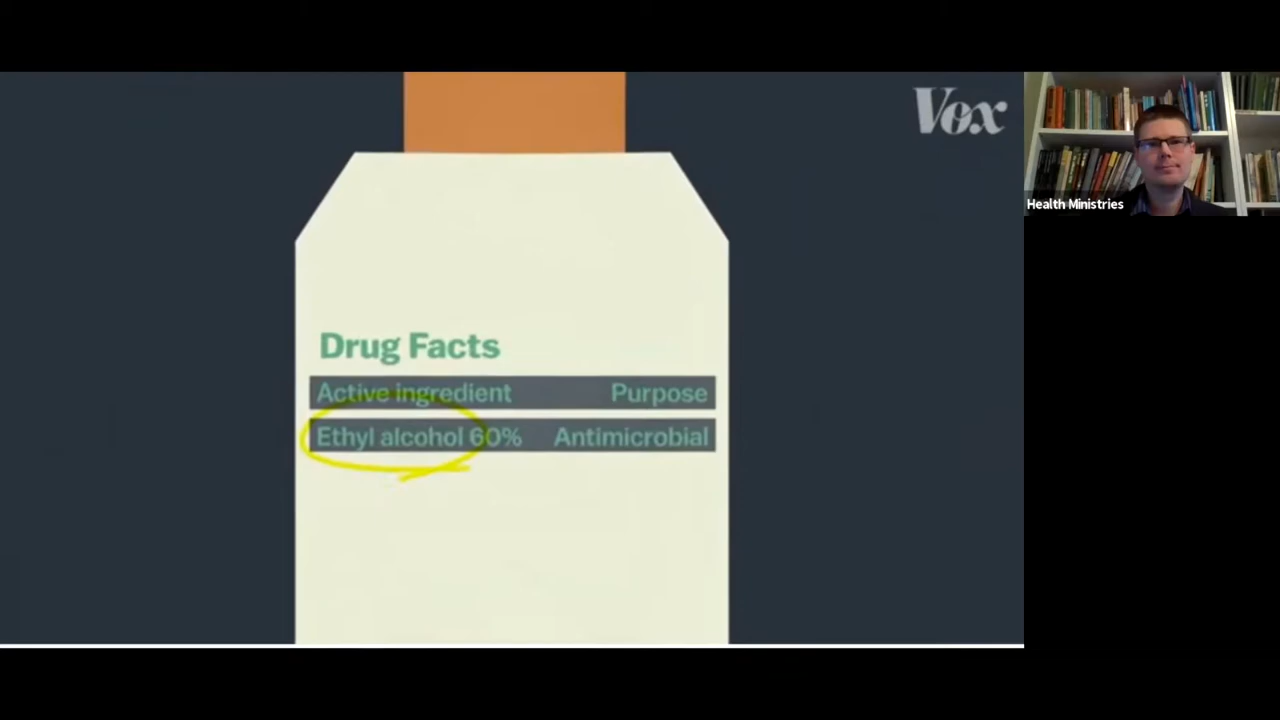 Vox
Health Ministries
Drug Facts
Active ingredient Purpose
Ethyl alcohol 60% Antimicrobial